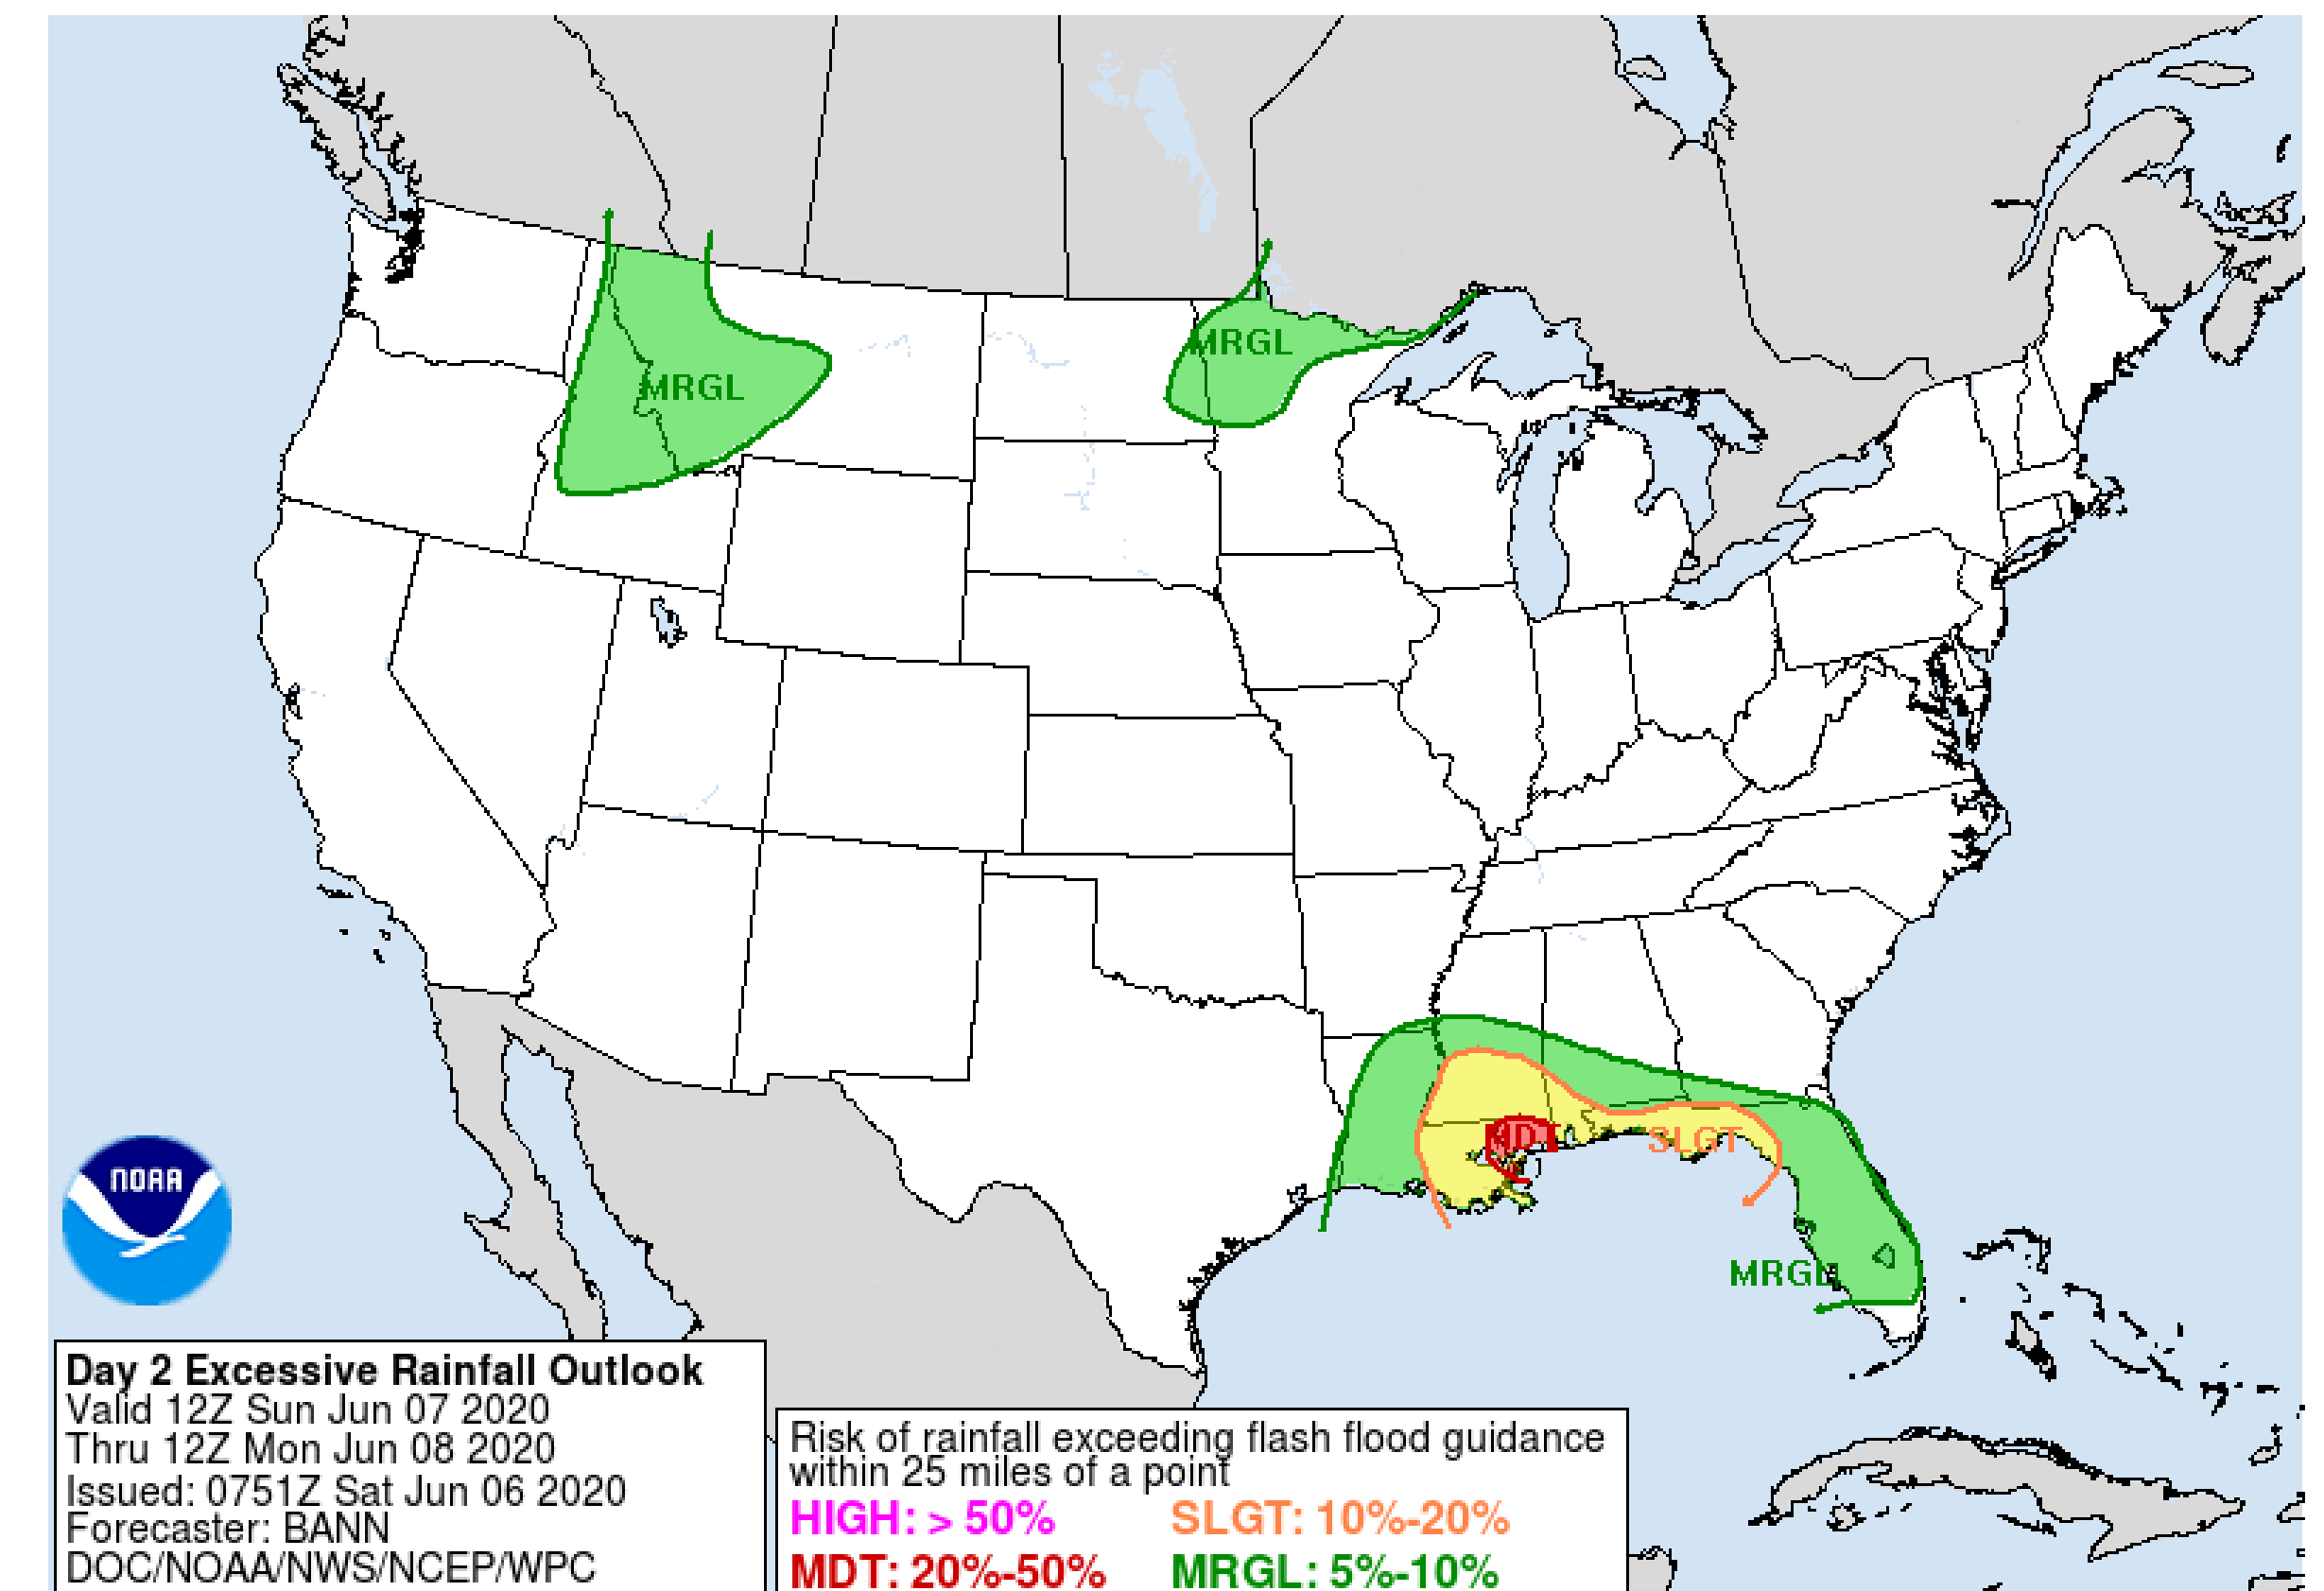 MRGL
MRGL
MDT
SLGT
MRGL
NOAA
Day 2 Excessive Rainfall Outlook
Valid 12Z Sun Jun 07 2020
Thru 12Z Mon Jun 08 2020
Issued: 0751Z Sat Jun 06 2020
Forecaster: BANN
DOC/NOAA/NWS/NCEP/WPC
Risk of rainfall exceeding flash flood guidance
within 25 miles of a point
HIGH: > 50% SLGT: 10%-20%
MDT: 20%-50% MRGL: 5%-10%